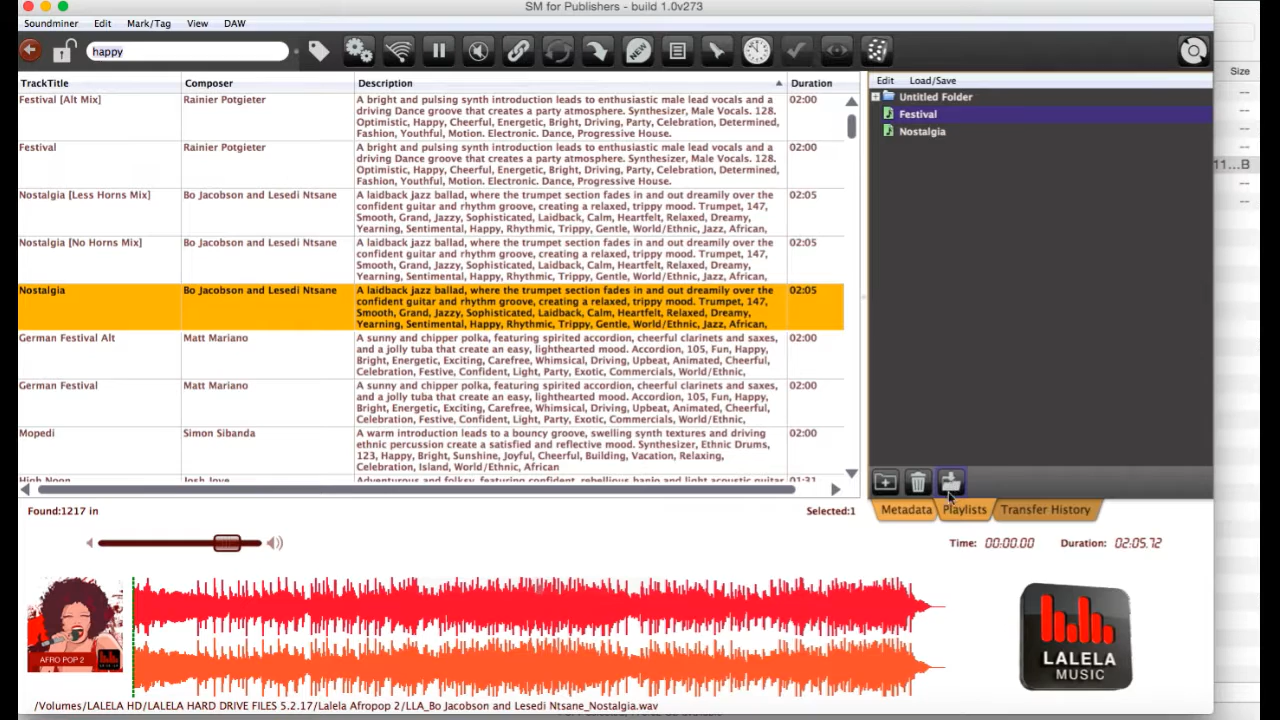 SM for Publishers - build 1.0v273
Soundminer Edit Mark/Tag View DAW
happy
NEW
TrackTitle Composer Description Duration
Festival [Alt Mix] Rainier Potgieter A bright and pulsing synth introduction leads to enthusiastic male lead vocals and a 02:00
driving Dance groove that creates a party atmosphere. Synthesizer, Male Vocals. 128.
Optimistic, Happy, Cheerful, Energetic, Bright, Driving, Party, Celebration, Determined,
Fashion, Youthful, Motion. Electronic. Dance, Progressive House.
Festival Rainier Potgieter A bright and pulsing synth introduction leads to enthusiastic male lead vocals and a 02:00
driving Dance groove that creates a party atmosphere. Synthesizer, Male Vocals. 128.
Optimistic, Happy, Cheerful, Energetic, Bright, Driving, Party, Celebration, Determined,
Fashion, Youthful, Motion. Electronic. Dance, Progressive House.
Nostalgia [Less Horns Mix] Bo Jacobson and Lesedi Ntsane A laidback jazz ballad, where the trumpet section fades in and out dreamily over the 02:05
confident guitar and rhythm groove, creating a relaxed, trippy mood. Trumpet, 147,
Smooth, Grand, Jazzy, Sophisticated, Laidback, Calm, Heartfelt, Relaxed, Dreamy,
Yearning, Sentimental, Happy, Rhythmic, Trippy, Gentle, World/Ethnic, Jazz, African,
Nostalgia [No Horns Mix] Bo Jacobson and Lesedi Ntsane A laidback jazz ballad, where the trumpet section fades in and out dreamily over the 02:05
confident guitar and rhythm groove, creating a relaxed, trippy mood. Trumpet, 147,
Smooth, Grand, Jazzy, Sophisticated, Laidback, Calm, Heartfelt, Relaxed, Dreamy,
Yearning, Sentimental, Happy, Rhythmic, Trippy, Gentle, World/Ethnic, Jazz, African,
Nostalgia Bo Jacobson and Lesedi Ntsane A laidback jazz ballad, where the trumpet section fades in and out dreamily over the 02:05
confident guitar and rhythm groove, creating a relaxed, trippy mood. Trumpet, 147,
Smooth, Grand, Jazzy, Sophisticated, Laidback, Calm, Heartfelt, Relaxed, Dreamy,
Yearning, Sentimental, Happy, Rhythmic, Trippy, Gentle, World/Ethnic, Jazz, African,
German Festival Alt Matt Mariano A sunny and chipper polka, featuring spirited accordion, cheerful clarinets and saxes, 02:00
and a jolly tuba that create an easy, lighthearted mood. Accordion, 105, Fun, Happy,
Bright, Energetic, Exciting, Carefree, Whimsical, Driving, Upbeat, Animated, Cheerful,
Celebration, Festive, Confident, Light, Party, Exotic, Commercials, World/Ethnic,
German Festival Matt Mariano A sunny and chipper polka, featuring spirited accordion, cheerful clarinets and saxes, 02:00
and a jolly tuba that create an easy, lighthearted mood. Accordion, 105, Fun, Happy,
Bright, Energetic, Exciting, Carefree, Whimsical, Driving, Upbeat, Animated, Cheerful,
Celebration, Festive, Confident, Light, Party, Exotic, Commercials, World/Ethnic,
Mopedi Simon Sibanda A warm introduction leads to a bouncy groove, swelling synth textures and driving 02:00
ethnic percussion create a satisfied and reflective mood. Synthesizer, Ethnic Drums,
123, Happy, Bright, Sunshine, Joyful, Cheerful, Building, Vacation, Relaxing,
Celebration, Island, World/Ethnic, African
High Noon Josh Jove Adventurous and folksy, confident, rebellious banjo and light acoustic guitar 01:31
Found:1217 in Selected:1
Edit Load/Save
Untitled Folder
Festival
Nostalgia
Metadata Playlists Transfer History
Time: 00:00.00 Duration: 02:05.72
Size
--
--
--
--
11...B
--
--
AFRO POP 2
LALELA
MUSIC
/Volumes/LALELA HD/LALELA HARD DRIVE FILES 5.2.17/Lalela Afropop 2/LLA_Bo Jacobson and Lesedi Ntsane_Nostalgia.wav